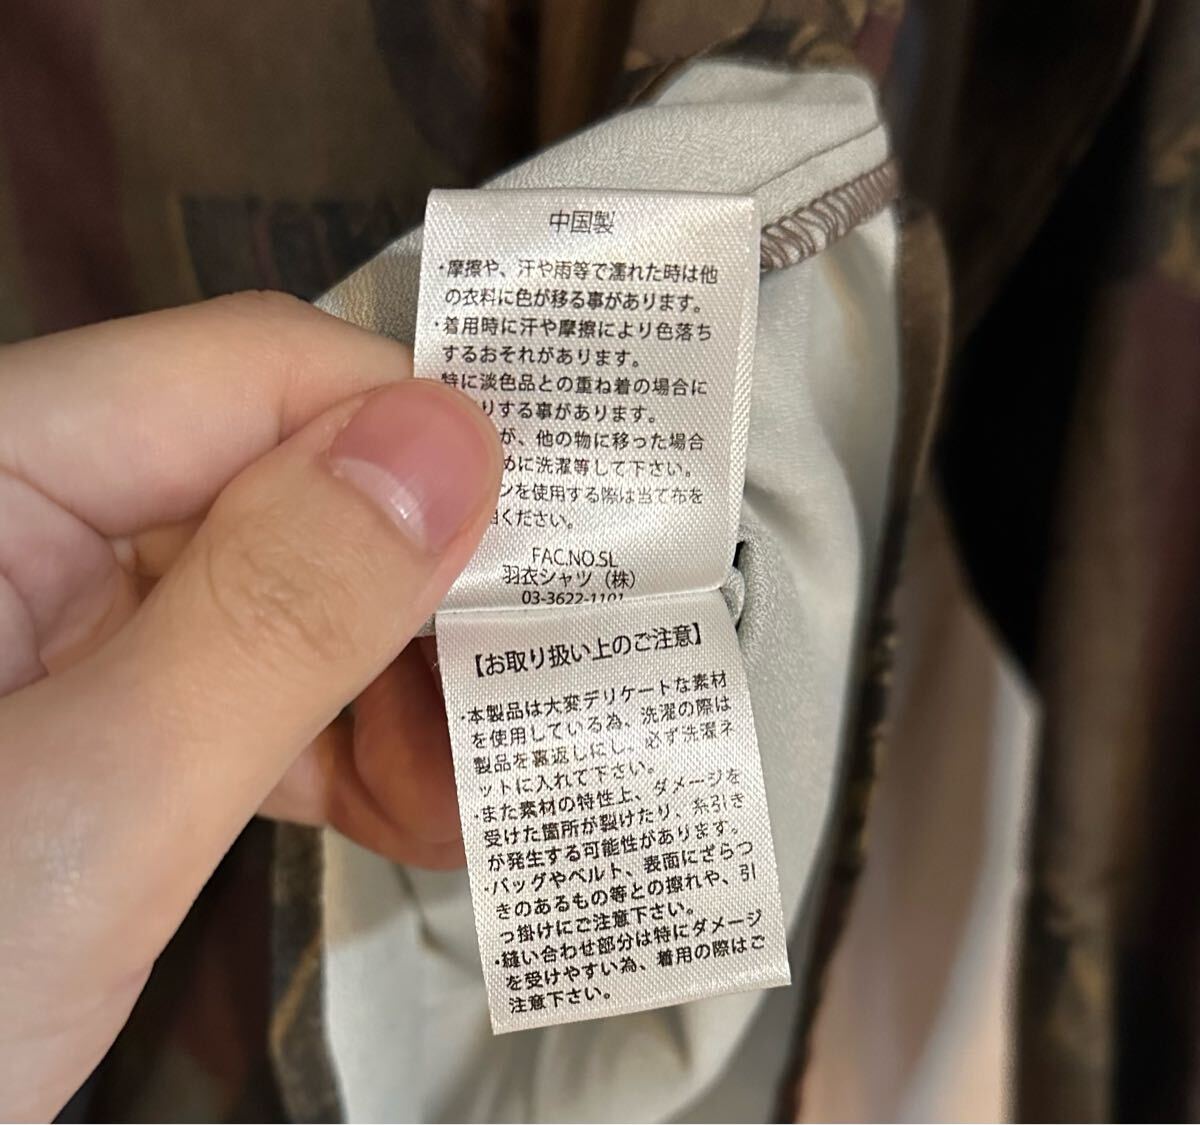 中国製
・摩擦や、汗や雨等で濡れた時は他
の衣料に色が移る事があります。
・着用時に汗や摩擦により色落ち
するおそれがあります。
特に淡色品との重ね着の場合に
りする事があります。
が、他の物に移った場合
めに洗濯等して下さい。
ンを使用する際は当て布を
ください。
FAC.NO.SL
羽衣シャツ（株）
03-3622-1101
【お取り扱い上のご注意】
・本製品は大変デリケートな素材
を使用している為、洗濯の際は
製品を裏返しにし、必ず洗濯ネ
ットに入れて下さい。
・また素材の特性上、ダメージを
受けた箇所が裂けたり、糸引き
が発生する可能性があります。
・バッグやベルト、表面にざらつ
きのあるもの等との擦れや、引
っ掛けにご注意下さい。
・縫い合わせ部分は特にダメージ
を受けやすい為、着用の際はご
注意下さい。